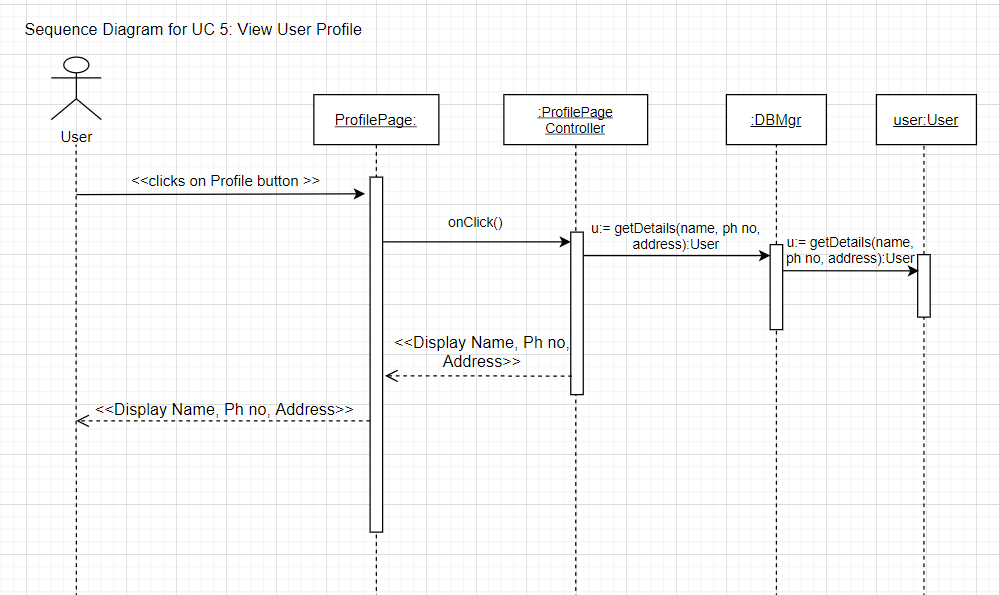 Sequence Diagram for UC 5: View User Profile
User
ProfilePage:
:ProfilePage
Controller
:DBMgr
user:User
<<clicks on Profile button >>
onClick()
u:= getDetails(name, ph no,
address):User
u:= getDetails(name,
ph no, address):User
<<Display Name, Ph no,
Address>>
<<Display Name, Ph no, Address>>